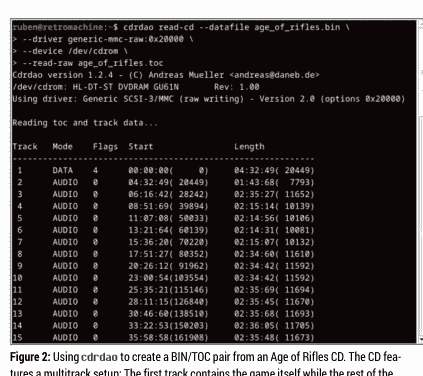 ruben@retromachine:~$ cdrdao read-cd --datafile age_of_rifles.bin \
> --driver generic-mmc-raw:0x20000 \
> --device /dev/cdrom \
> --read-raw age_of_rifles.toc
Cdrdao version 1.2.4 - (C) Andreas Mueller <andreas@daneb.de>
/dev/cdrom: HL-DT-ST DVDRAM GU61N Rev: 1.00
Using driver: Generic SCSI-3/MMC (raw writing) - Version 2.0 (options 0x20000)
Reading toc and track data...
Track Mode Flags Start Length
------------------------------------------------------------
1 DATA 4 00:00:00( 0) 04:32:49( 20449)
2 AUDIO 0 04:32:49( 20449) 01:43:68( 7793)
3 AUDIO 0 06:16:42( 28242) 02:35:27( 11652)
4 AUDIO 0 08:51:69( 39894) 02:15:14( 10139)
5 AUDIO 0 11:07:08( 50033) 02:14:56( 10106)
6 AUDIO 0 13:21:64( 60139) 02:14:31( 10081)
7 AUDIO 0 15:36:20( 70220) 02:15:07( 10132)
8 AUDIO 0 17:51:27( 80352) 02:34:60( 11610)
9 AUDIO 0 20:26:12( 91962) 02:34:42( 11592)
10 AUDIO 0 23:00:54(103554) 02:34:42( 11592)
11 AUDIO 0 25:35:21(115146) 02:35:69( 11694)
12 AUDIO 0 28:11:15(126840) 02:35:45( 11670)
13 AUDIO 0 30:46:60(138510) 02:35:68( 11693)
14 AUDIO 0 33:22:53(150203) 02:36:05( 11705)
15 AUDIO 0 35:58:58(161908) 02:35:48( 11673)
Figure 2: Using cdrdao to create a BIN/TOC pair from an Age of Rifles CD. The CD fea-
tures a multitrack setup: The first track contains the game itself while the rest of the